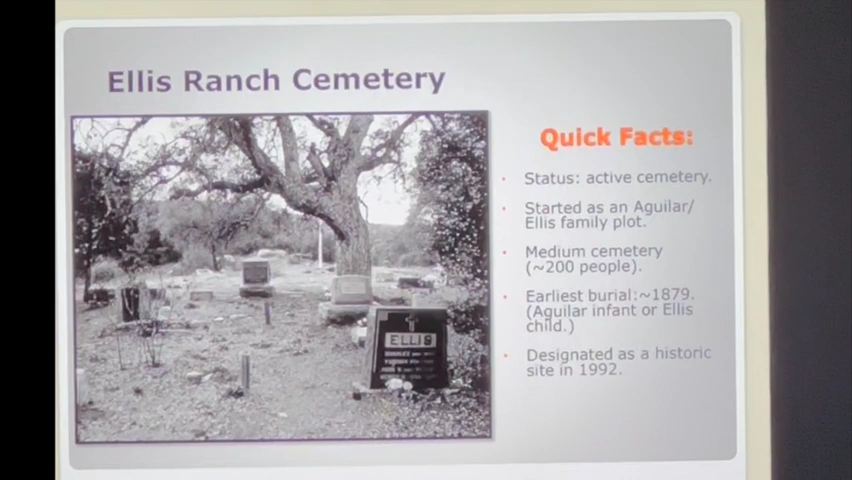 Ellis Ranch Cemetery
Quick Facts:
Status: active cemetery.
Started as an Aguilar/
Ellis family plot.
Medium cemetery
(~200 people).
Earliest burial:~1879.
(Aguilar infant or Ellis
child.)
Designated as a historic
site in 1992.
ELLIS